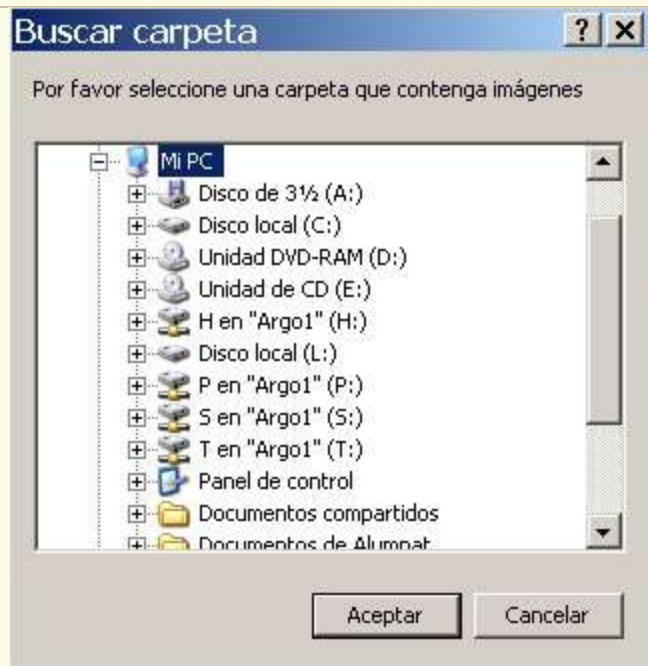 Buscar carpeta
Por favor seleccione una carpeta que contenga imágenes
Mi PC
Disco de 3½ (A:)
Disco local (C:)
Unidad DVD-RAM (D:)
Unidad de CD (E:)
H en "Argo1" (H:)
Disco local (L:)
P en "Argo1" (P:)
S en "Argo1" (S:)
T en "Argo1" (T:)
Panel de control
Documentos compartidos
Documentos de Alumnat
Aceptar
Cancelar